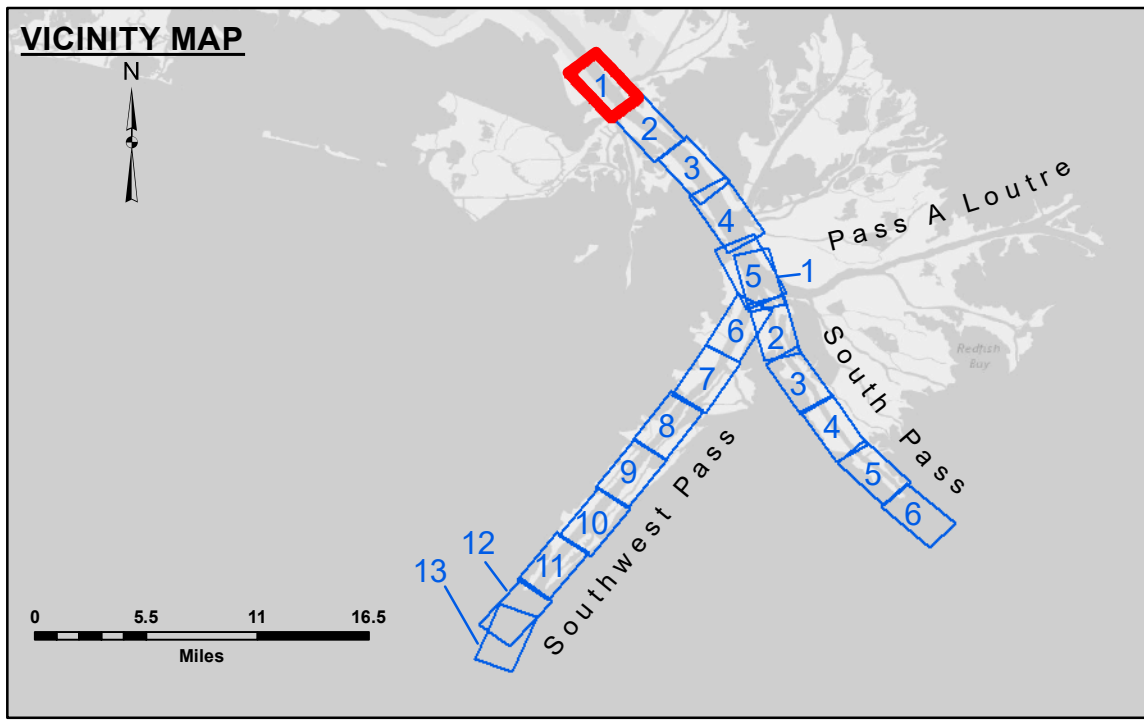 VICINITY MAP
N
1
2
3
4
5
1
Pass A Loutre
6
2
7
3
8
4
9
5
10
6
11
12
13
South Pass
Southwest Pass
Redfish
Bay
0 5.5 11 16.5
Miles